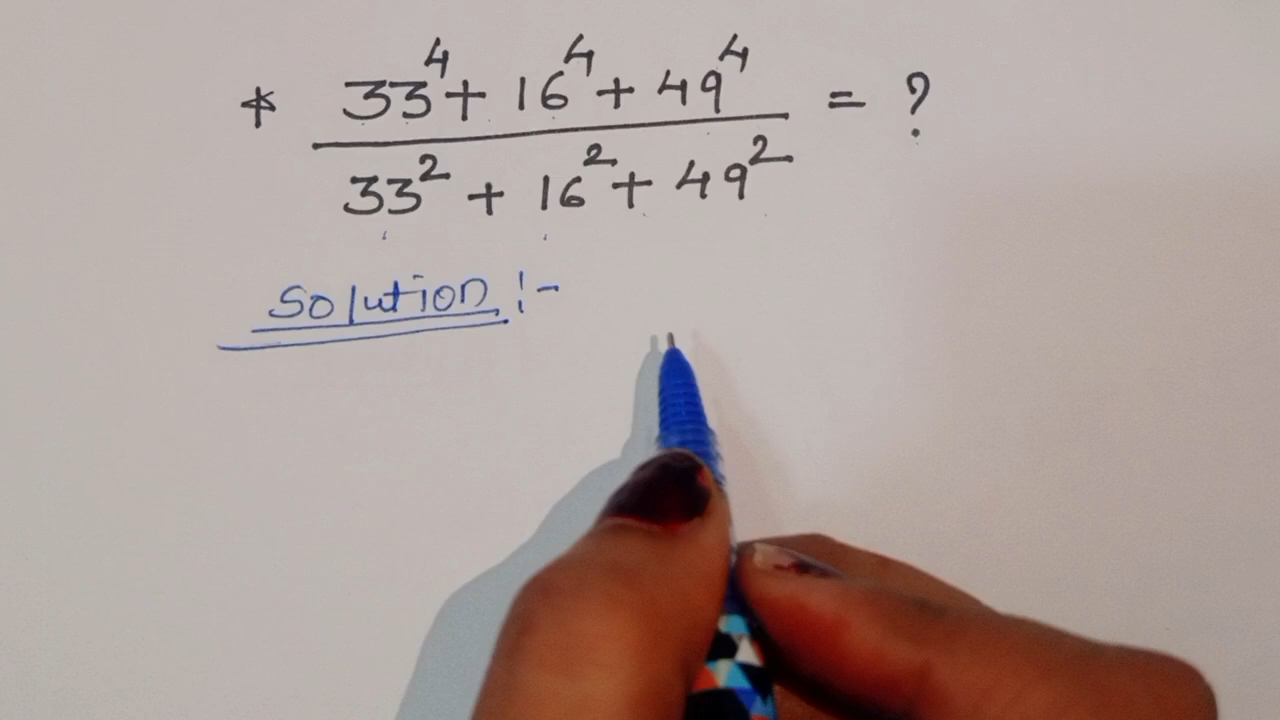 * 33⁴ + 16⁴ + 49⁴ = ?
33² + 16² + 49²
Solution :-